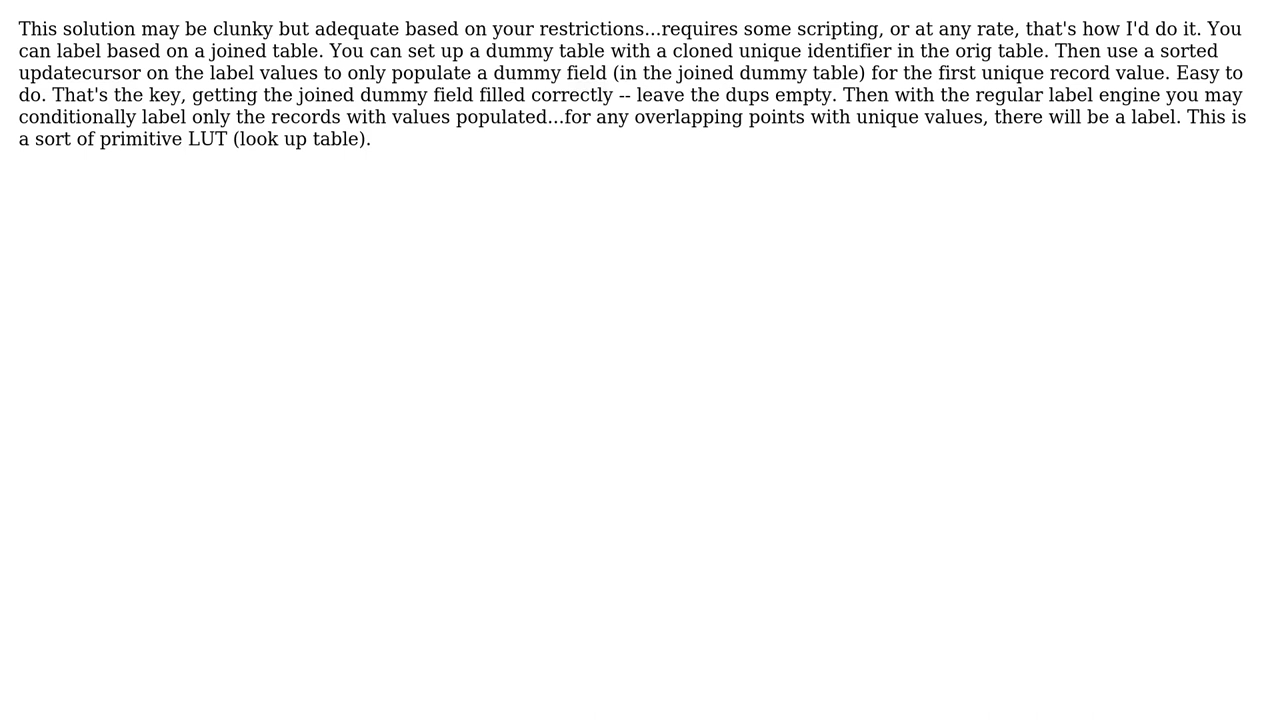 This solution may be clunky but adequate based on your restrictions...requires some scripting, or at any rate, that's how I'd do it. You
can label based on a joined table. You can set up a dummy table with a cloned unique identifier in the orig table. Then use a sorted
updatecursor on the label values to only populate a dummy field (in the joined dummy table) for the first unique record value. Easy to
do. That's the key, getting the joined dummy field filled correctly -- leave the dups empty. Then with the regular label engine you may
conditionally label only the records with values populated...for any overlapping points with unique values, there will be a label. This is
a sort of primitive LUT (look up table).